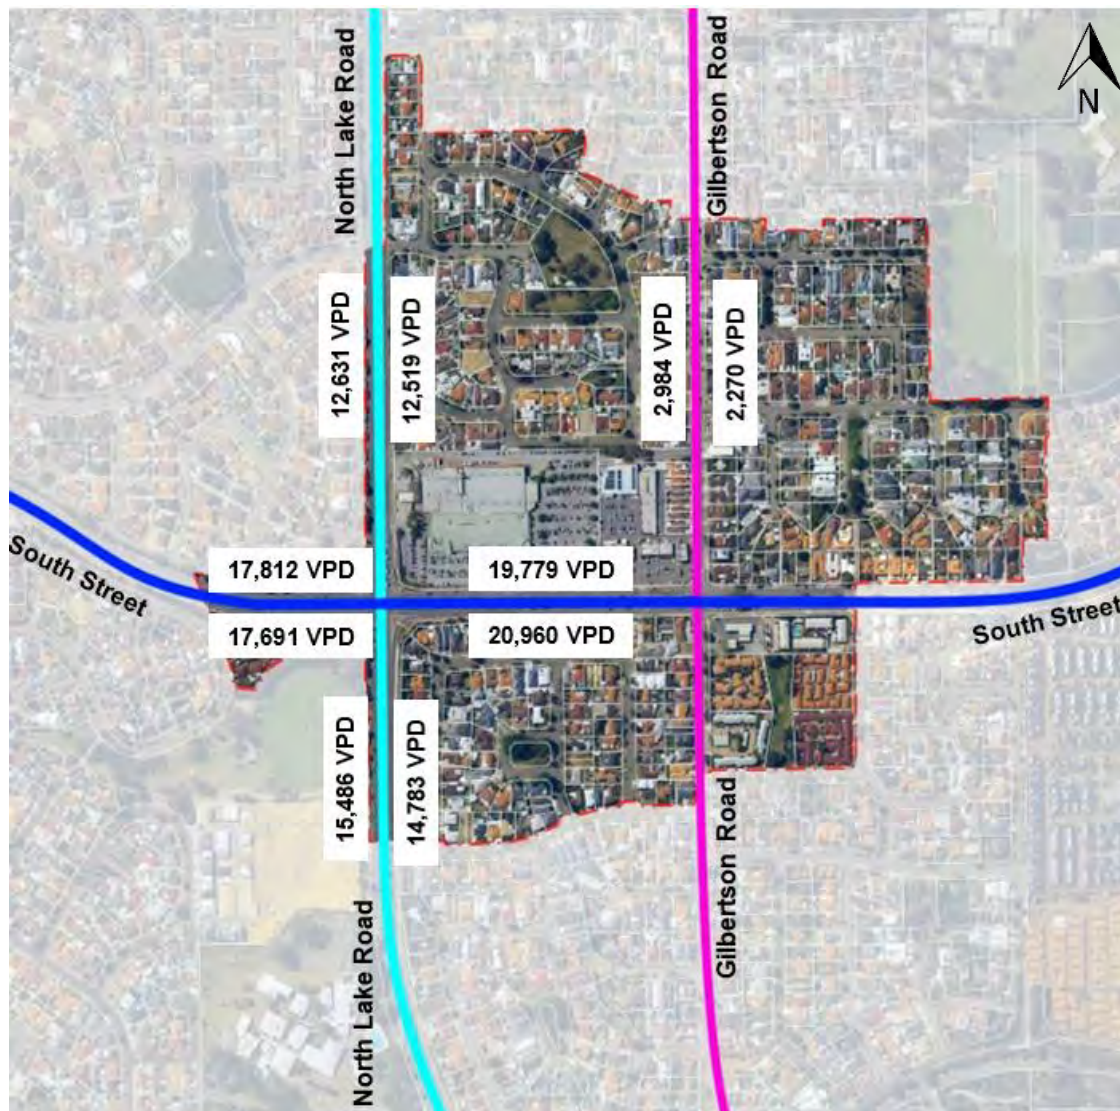 North Lake Road
Gilbertson Road
N
12,631 VPD
12,519 VPD
2,984 VPD
2,270 VPD
South Street
17,812 VPD
19,779 VPD
17,691 VPD
20,960 VPD
South Street
15,486 VPD
14,783 VPD
North Lake Road
Gilbertson Road